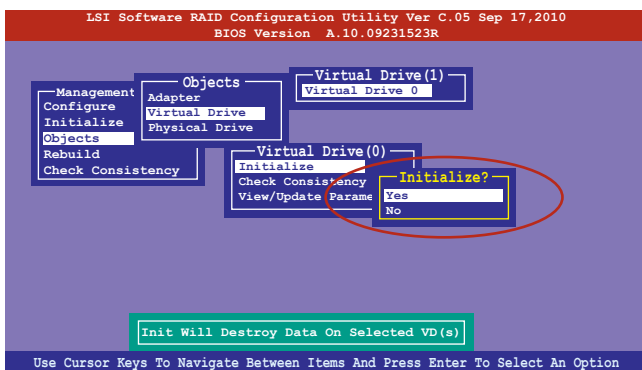 LSI Software RAID Configuration Utility Ver C.05 Sep 17,2010
BIOS Version A.10.09231523R
Management
Configure
Initialize
Objects
Rebuild
Check Consistency
Objects
Adapter
Virtual Drive
Physical Drive
Virtual Drive(1)
Virtual Drive 0
Virtual Drive(0)
Initialize
Check Consistency
View/Update Parame
Initialize?
Yes
No
Init Will Destroy Data On Selected VD(s)
Use Cursor Keys To Navigate Between Items And Press Enter To Select An Option